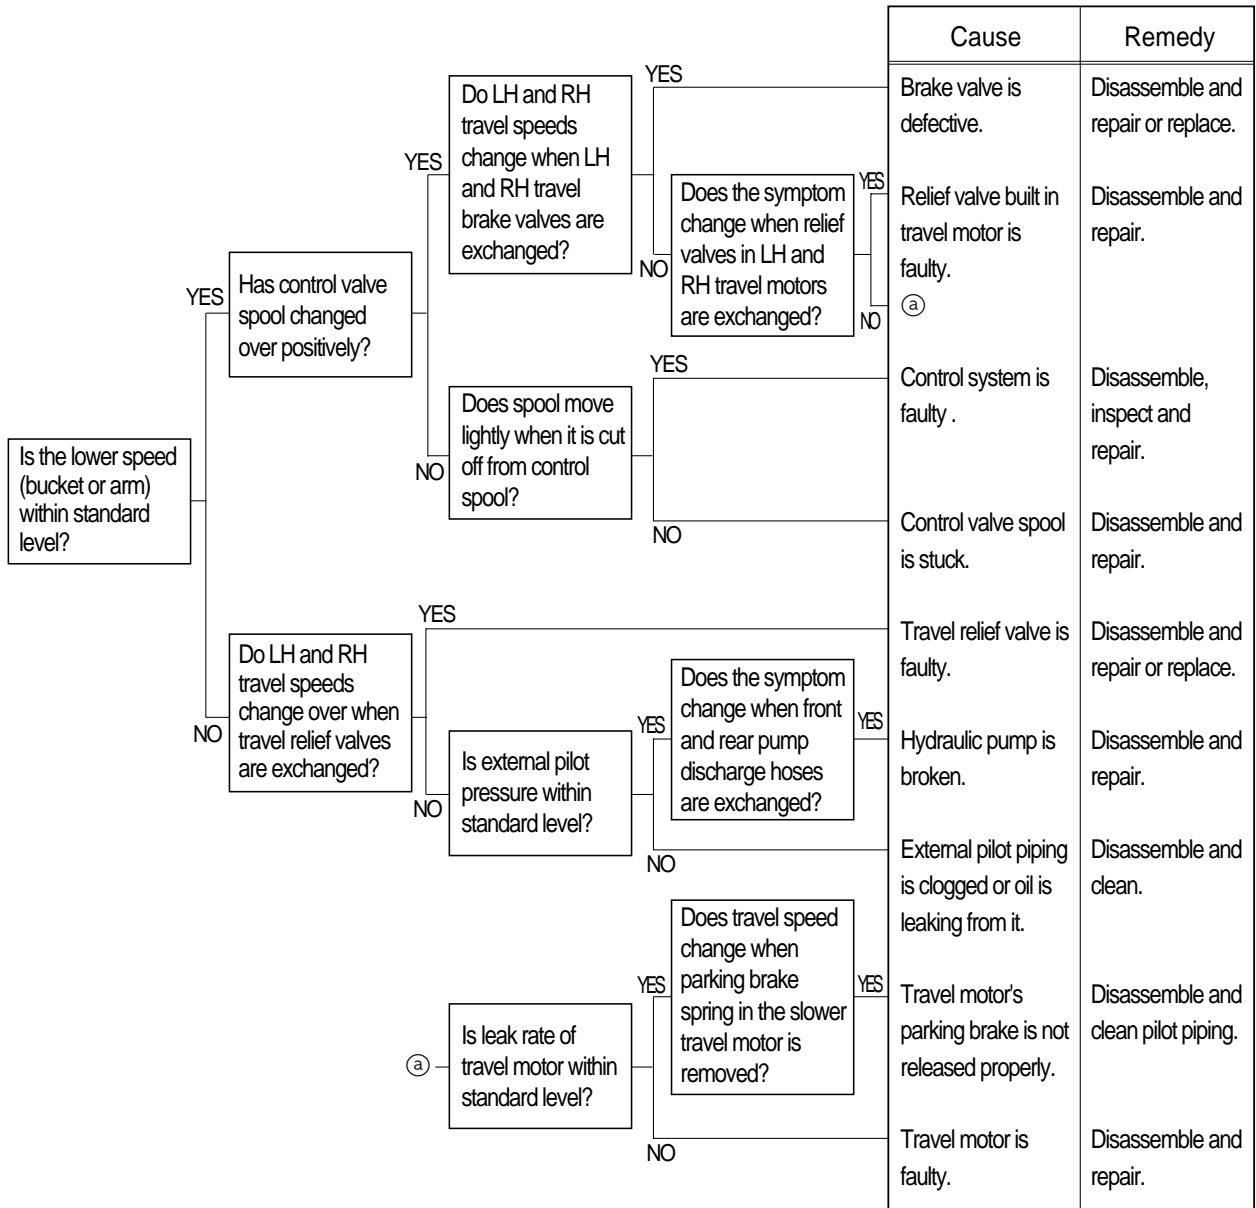 Cause
Remedy
YES
Do LH and RH
travel speeds
change when LH
and RH travel
brake valves are
exchanged?
Brake valve is
defective.
Disassemble and
repair or replace.
YES
Does the symptom
change when relief
valves in LH and
RH travel motors
are exchanged?
YES
NO
NO
Relief valve built in
travel motor is
faulty.
ⓐ
Disassemble and
repair.
YES
Has control valve
spool changed
over positively?
YES
Does spool move
lightly when it is cut
off from control
spool?
NO
NO
Control system is
faulty .
Disassemble,
inspect and
repair.
Control valve spool
is stuck.
Disassemble and
repair.
Is the lower speed
(bucket or arm)
within standard
level?
YES
Do LH and RH
travel speeds
change over when
travel relief valves
are exchanged?
NO
Travel relief valve is
faulty.
Disassemble and
repair or replace.
Does the symptom
change when front
and rear pump
discharge hoses
are exchanged?
YES
YES
Is external pilot
pressure within
standard level?
NO
NO
Hydraulic pump is
broken.
Disassemble and
repair.
External pilot piping
is clogged or oil is
leaking from it.
Disassemble and
clean.
Does travel speed
change when
parking brake
spring in the slower
travel motor is
removed?
YES
YES
ⓐ
Is leak rate of
travel motor within
standard level?
NO
Travel motor's
parking brake is not
released properly.
Disassemble and
clean pilot piping.
Travel motor is
faulty.
Disassemble and
repair.